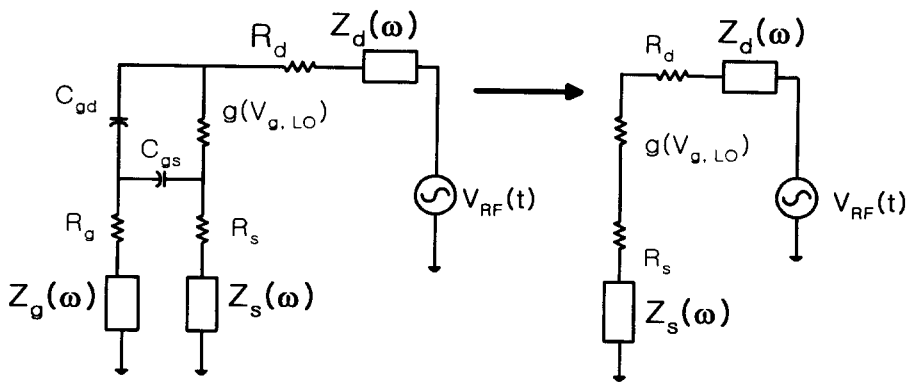 R_d
Z_d(ω)
C_gd
g(V_g, LO)
C_gs
R_g
R_s
V_RF(t)
Z_g(ω)
Z_s(ω)
R_d
Z_d(ω)
g(V_g, LO)
V_RF(t)
R_s
Z_s(ω)